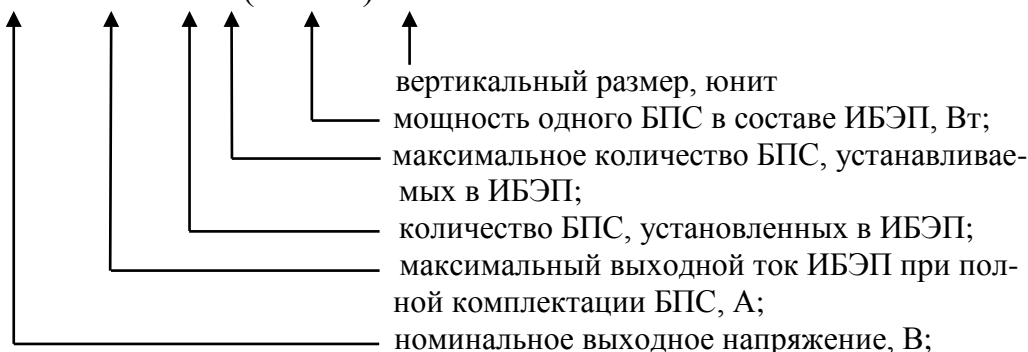 вертикальный размер, юнит
мощность одного БПС в составе ИБЭП, Вт;
максимальное количество БПС, устанавливае-
мых в ИБЭП;
количество БПС, установленных в ИБЭП;
максимальный выходной ток ИБЭП при пол-
ной комплектации БПС, А;
номинальное выходное напряжение, В;